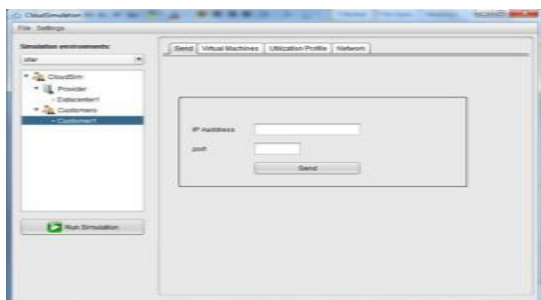 CloudSimulation
File Settings
Simulation environments:
star
CloudSim
Provider
Datacenter1
Customers
Customer1
Run Simulation
Send Virtual Machines Utilization Profile Network
IP Aaddress
port
Send